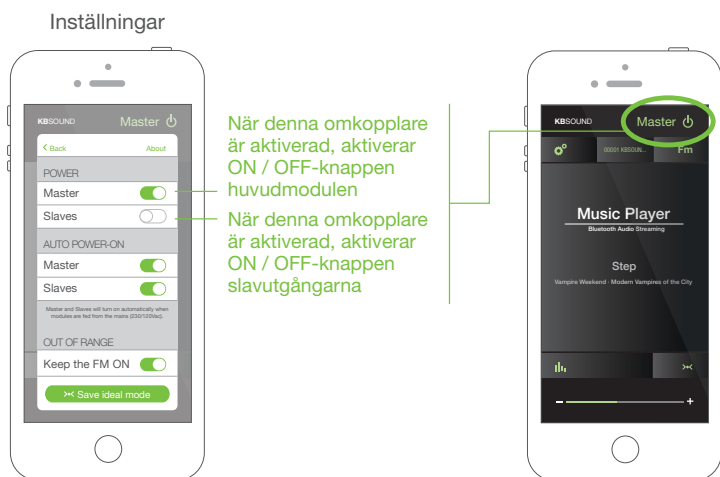 Inställningar
KBSOUND
Master
Back
About
POWER
Master
Slaves
AUTO POWER-ON
Master
Slaves
Master and Slaves will turn on automatically when
modules are fed from the mains (230/120Vac).
OUT OF RANGE
Keep the FM ON
Save ideal mode
När denna omkopplare
är aktiverad, aktiverar
ON / OFF-knappen
huvudmodulen
När denna omkopplare
är aktiverad, aktiverar
ON / OFF-knappen
slavutgångarna
KBSOUND
Master
00001 KBSOUN...
Fm
Music Player
Bluetooth Audio Streaming
Step
Vampire Weekend - Modern Vampires of the City